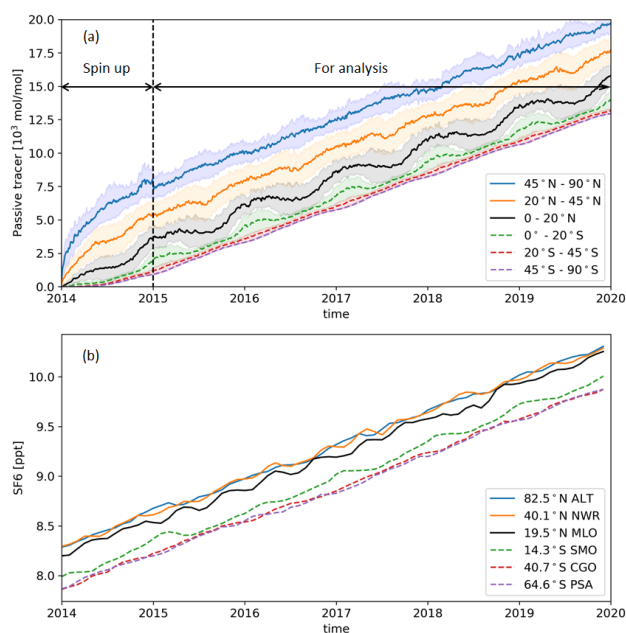 (a)
Spin up
For analysis
Passive tracer [10³ mol/mol]
20.0
17.5
15.0
12.5
10.0
7.5
5.0
2.5
0.0
45°N - 90°N
20°N - 45°N
0 - 20°N
0° - 20°S
20°S - 45°S
45°S - 90°S
2014 2015 2016 2017 2018 2019 2020
time
(b)
SF6 [ppt]
10.0
9.5
9.0
8.5
8.0
82.5°N ALT
40.1°N NWR
19.5°N MLO
14.3°S SMO
40.7°S CGO
64.6°S PSA
2014 2015 2016 2017 2018 2019 2020
time